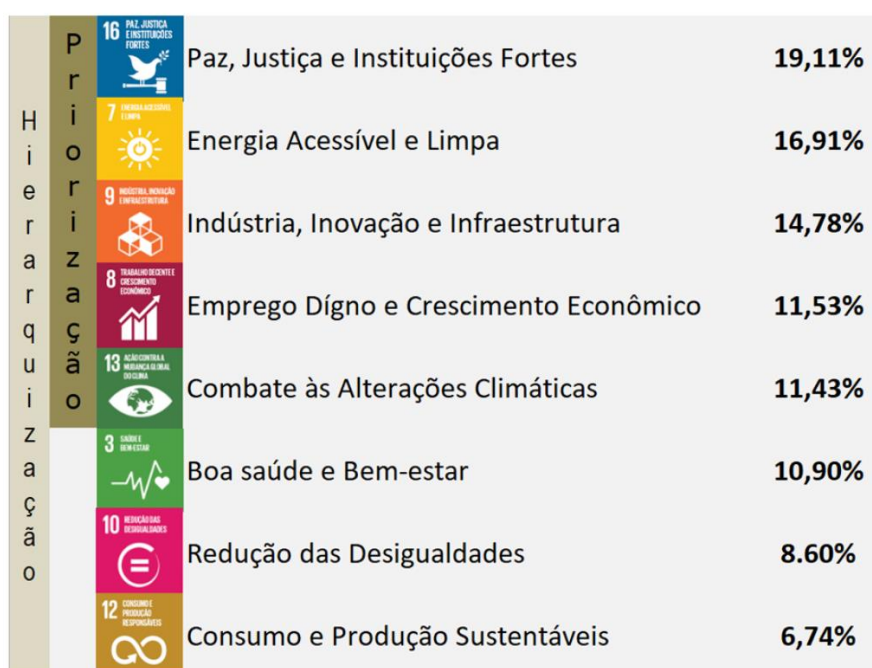 Hierarquização
Priorização
16 PAZ, JUSTIÇA
E INSTITUIÇÕES
FORTES
Paz, Justiça e Instituições Fortes
19,11%
7 ENERGIA ACESSÍVEL
E LIMPA
Energia Acessível e Limpa
16,91%
9 INDÚSTRIA, INOVAÇÃO
E INFRAESTRUTURA
Indústria, Inovação e Infraestrutura
14,78%
8 TRABALHO DECENTE E
CRESCIMENTO
ECONÔMICO
Emprego Dígno e Crescimento Econômico
11,53%
13 AÇÃO CONTRA A
MUDANÇA GLOBAL
DO CLIMA
Combate às Alterações Climáticas
11,43%
3 SAÚDE E
BEM-ESTAR
Boa saúde e Bem-estar
10,90%
10 REDUÇÃO DAS
DESIGUALDADES
Redução das Desigualdades
8.60%
12 CONSUMO E
PRODUÇÃO
RESPONSÁVEIS
Consumo e Produção Sustentáveis
6,74%